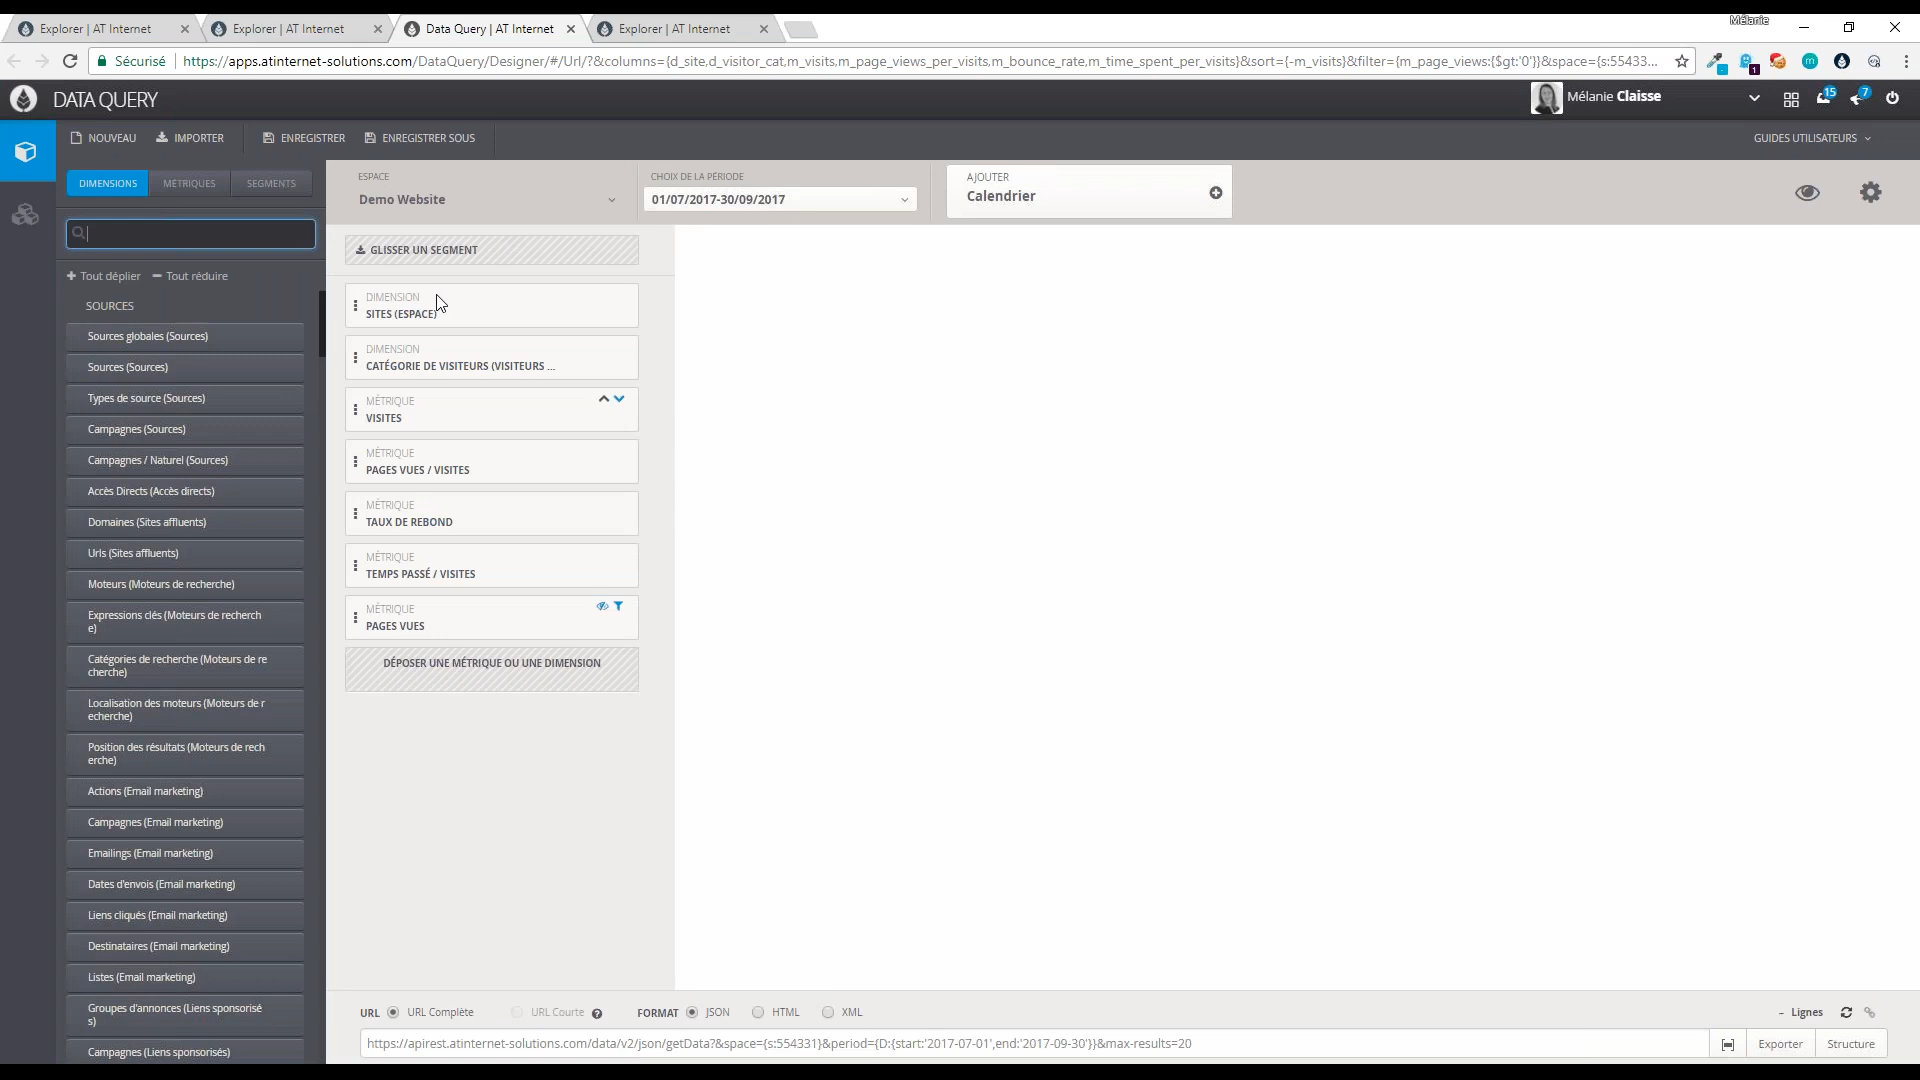 Mélanie
Explorer | AT Internet
Explorer | AT Internet
Data Query | AT Internet
Explorer | AT Internet
Sécurisé
https://apps.atinternet-solutions.com/DataQuery/Designer/#/Url/?&columns={d_site,d_visitor_cat,m_visits,m_page_views_per_visits,m_bounce_rate,m_time_spent_per_visits}&sort={-m_visits}&filter={m_page_views:{$gt:'0'}}&space={s:55433...
1
DATA QUERY
Mélanie Claisse
15
7
NOUVEAU
IMPORTER
ENREGISTRER
ENREGISTRER SOUS
GUIDES UTILISATEURS
DIMENSIONS
MÉTRIQUES
SEGMENTS
Tout déplier
Tout réduire
SOURCES
Sources globales (Sources)
Sources (Sources)
Types de source (Sources)
Campagnes (Sources)
Campagnes / Naturel (Sources)
Accès Directs (Accès directs)
Domaines (Sites affluents)
Urls (Sites affluents)
Moteurs (Moteurs de recherche)
Expressions clés (Moteurs de recherch
e)
Catégories de recherche (Moteurs de re
cherche)
Localisation des moteurs (Moteurs de r
echerche)
Position des résultats (Moteurs de rech
erche)
Actions (Email marketing)
Campagnes (Email marketing)
Emailings (Email marketing)
Dates d'envois (Email marketing)
Liens cliqués (Email marketing)
Destinataires (Email marketing)
Listes (Email marketing)
Groupes d'annonces (Liens sponsorisé
s)
Campagnes (Liens sponsorisés)
ESPACE
Demo Website
CHOIX DE LA PÉRIODE
01/07/2017-30/09/2017
AJOUTER
Calendrier
GLISSER UN SEGMENT
DIMENSION
SITES (ESPACE)
DIMENSION
CATÉGORIE DE VISITEURS (VISITEURS ...
MÉTRIQUE
VISITES
MÉTRIQUE
PAGES VUES / VISITES
MÉTRIQUE
TAUX DE REBOND
MÉTRIQUE
TEMPS PASSÉ / VISITES
MÉTRIQUE
PAGES VUES
DÉPOSER UNE MÉTRIQUE OU UNE DIMENSION
URL
URL Complète
URL Courte
FORMAT
JSON
HTML
XML
- Lignes
https://apirest.atinternet-solutions.com/data/v2/json/getData?&space={s:554331}&period={D:{start:'2017-07-01',end:'2017-09-30'}}&max-results=20
Exporter
Structure